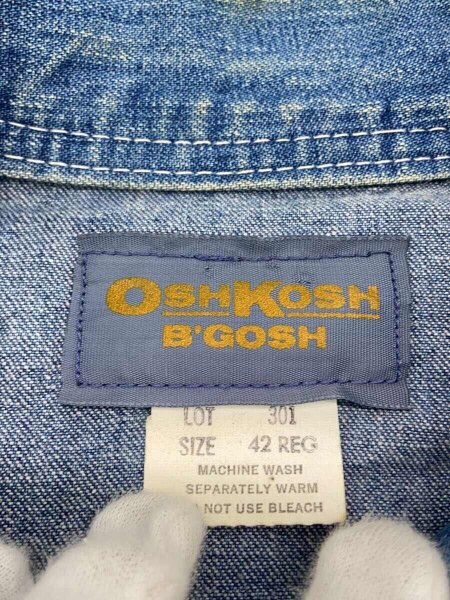 OSHKOSH
B'GOSH
LOT 301
SIZE 42 REG
MACHINE WASH
SEPARATELY WARM
NOT USE BLEACH